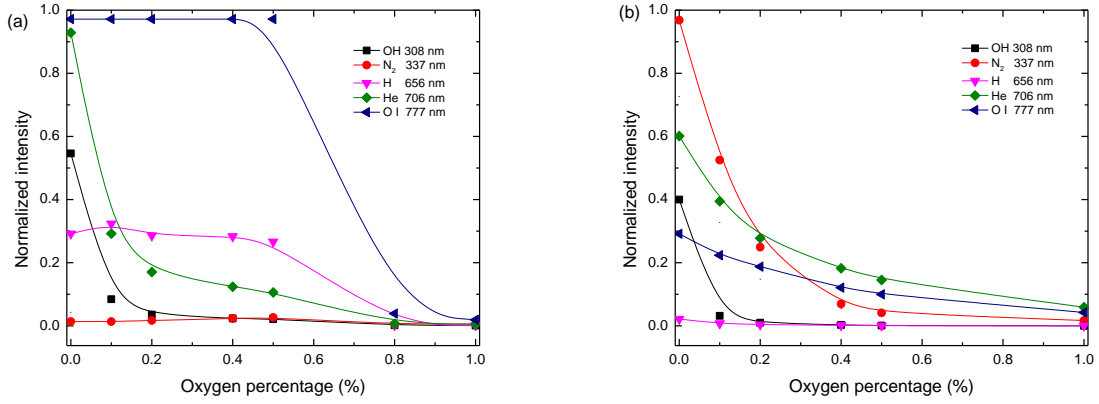 (a)
1.0
0.8
0.6
0.4
0.2
0.0
Normalized intensity
OH 308 nm
N₂ 337 nm
H 656 nm
He 706 nm
O I 777 nm
0.0 0.2 0.4 0.6 0.8 1.0
Oxygen percentage (%)
(b)
1.0
0.8
0.6
0.4
0.2
0.0
Normalized intensity
OH 308 nm
N₂ 337 nm
H 656 nm
He 706 nm
O I 777 nm
0.0 0.2 0.4 0.6 0.8 1.0
Oxygen percentage (%)